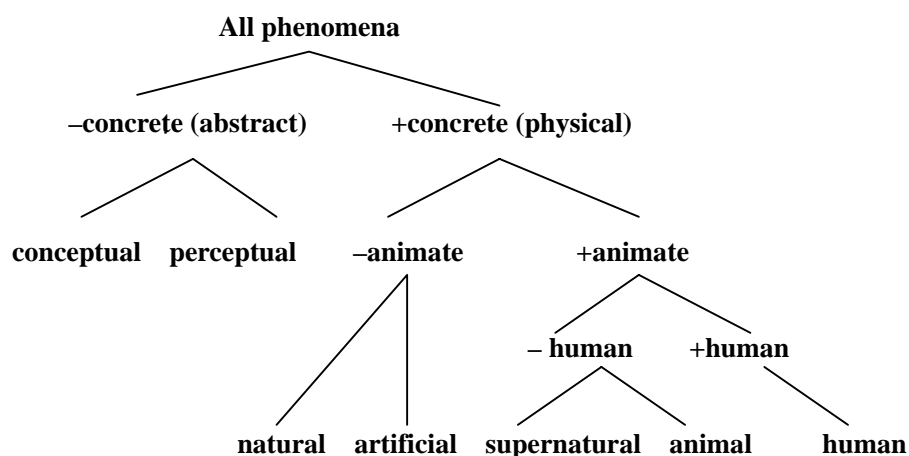 All phenomena
–concrete (abstract) +concrete (physical)
conceptual perceptual –animate +animate
– human +human
natural artificial supernatural animal human